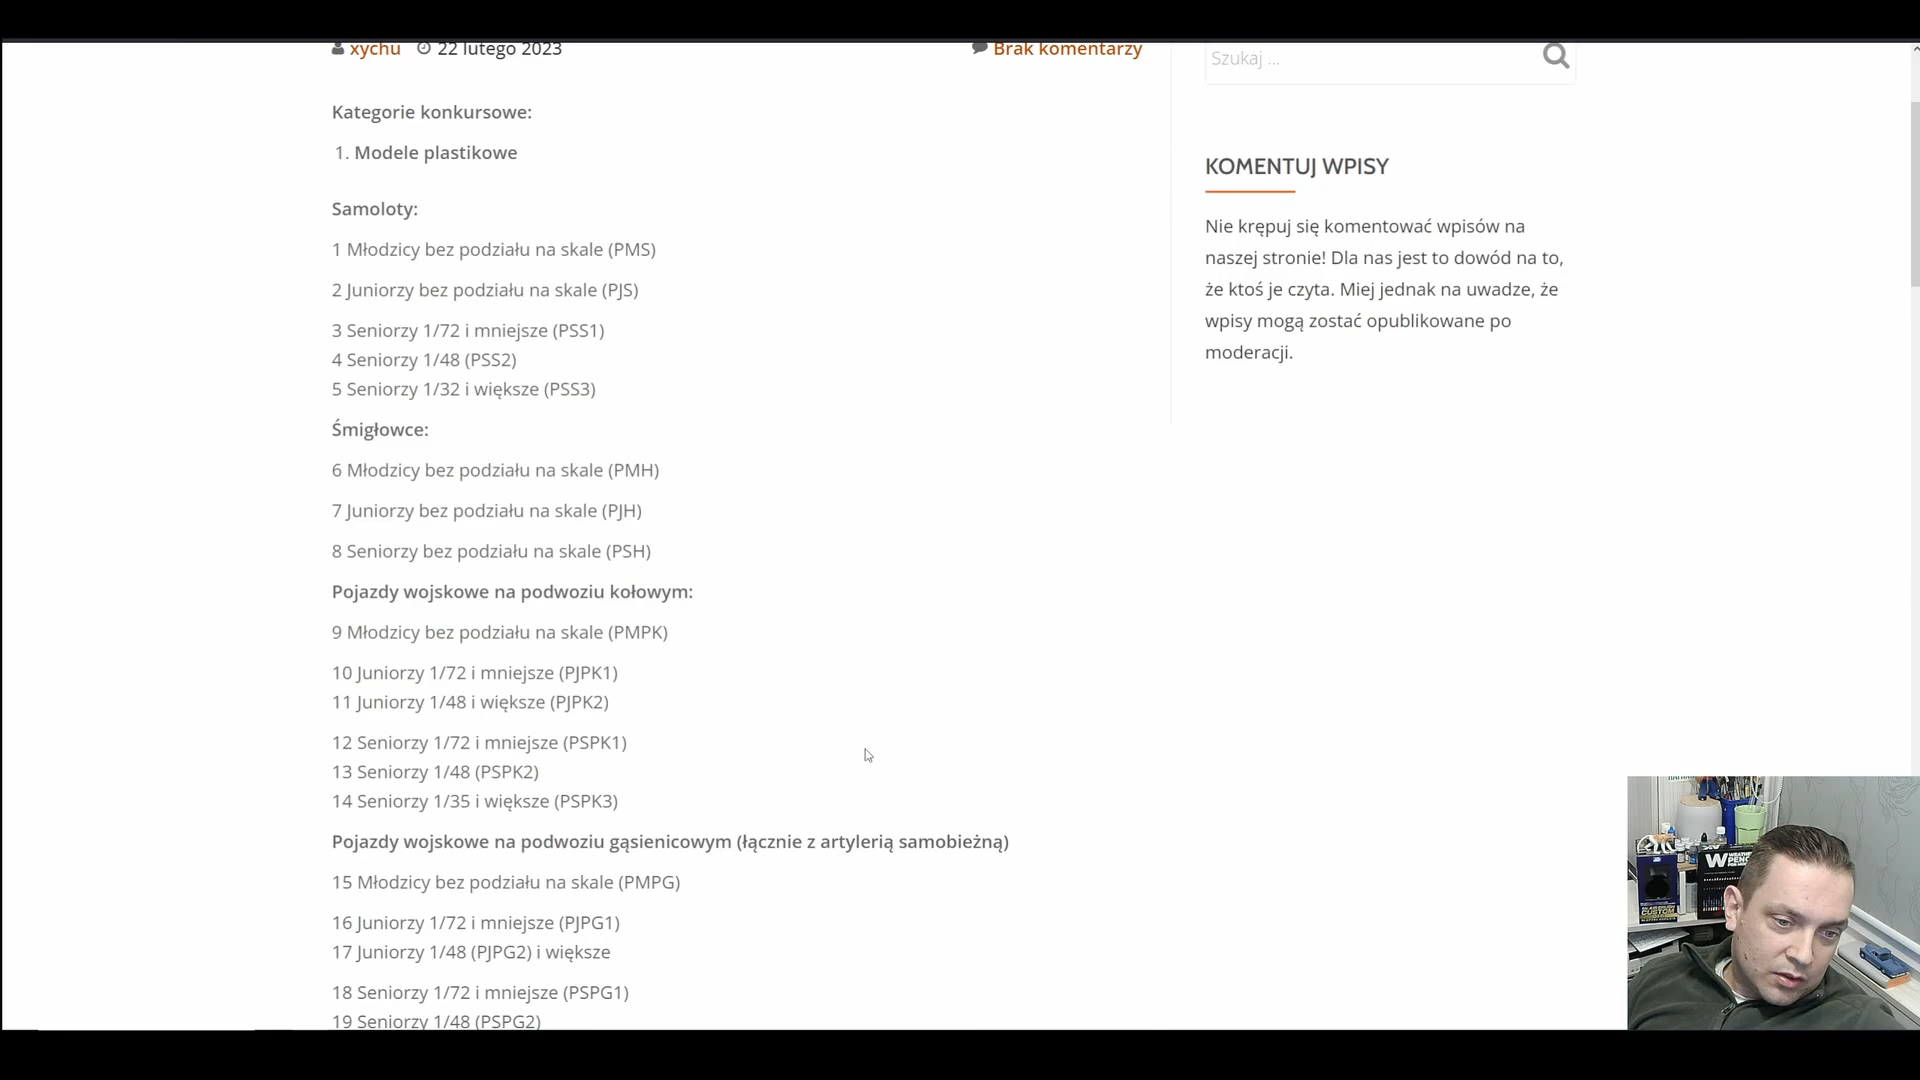 xychu 22 lutego 2023 Brak komentarzy
Kategorie konkursowe:
1. Modele plastikowe
Samoloty:
1 Młodzicy bez podziału na skale (PMS)
2 Juniorzy bez podziału na skale (PJS)
3 Seniorzy 1/72 i mniejsze (PSS1)
4 Seniorzy 1/48 (PSS2)
5 Seniorzy 1/32 i większe (PSS3)
Śmigłowce:
6 Młodzicy bez podziału na skale (PMH)
7 Juniorzy bez podziału na skale (PJH)
8 Seniorzy bez podziału na skale (PSH)
Pojazdy wojskowe na podwoziu kołowym:
9 Młodzicy bez podziału na skale (PMPK)
10 Juniorzy 1/72 i mniejsze (PJPK1)
11 Juniorzy 1/48 i większe (PJPK2)
12 Seniorzy 1/72 i mniejsze (PSPK1)
13 Seniorzy 1/48 (PSPK2)
14 Seniorzy 1/35 i większe (PSPK3)
Pojazdy wojskowe na podwoziu gąsienicowym (łącznie z artylerią samobieżną)
15 Młodzicy bez podziału na skale (PMPG)
16 Juniorzy 1/72 i mniejsze (PJPG1)
17 Juniorzy 1/48 (PJPG2) i większe
18 Seniorzy 1/72 i mniejsze (PSPG1)
19 Seniorzy 1/48 (PSPG2)
Szukaj ...
KOMENTUJ WPISY
Nie krępuj się komentować wpisów na
naszej stronie! Dla nas jest to dowód na to,
że ktoś je czyta. Miej jednak na uwadze, że
wpisy mogą zostać opublikowane po
moderacji.